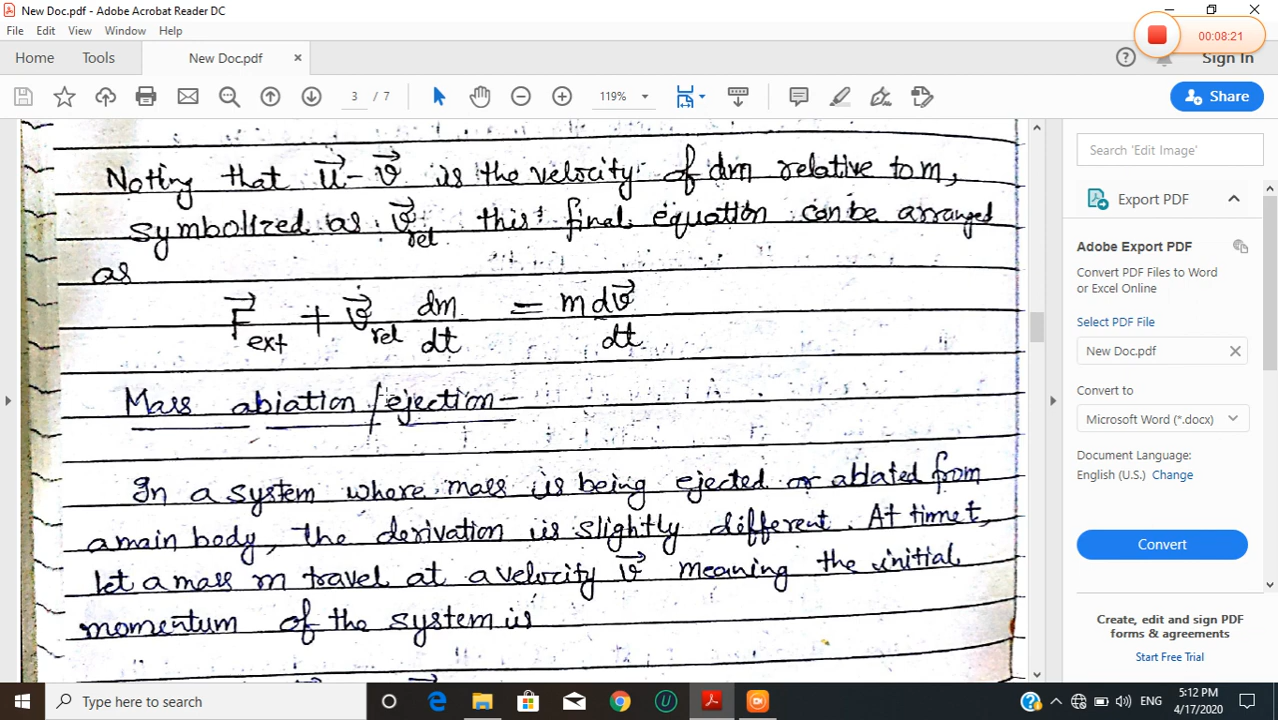 New Doc.pdf - Adobe Acrobat Reader DC
File Edit View Window Help
00:08:21
Home Tools New Doc.pdf × Sign In
3 / 7 119% Share
Noting that u⃗ - v⃗ is the velocity of dm relative to m,
symbolized as v⃗rel this final equation can be arranged
as
F⃗ext + v⃗rel dm/dt = m dv⃗/dt
Mass abiation / ejection-
In a system where mass is being ejected or ablated from
a main body, the derivation is slightly different. At time t,
let a mass m travel at a velocity v⃗ meaning the initial
momentum of the system is
Search 'Edit Image'
Export PDF
Adobe Export PDF
Convert PDF Files to Word
or Excel Online
Select PDF File
New Doc.pdf
Convert to
Microsoft Word (*.docx)
Document Language:
English (U.S.) Change
Convert
Create, edit and sign PDF
forms & agreements
Start Free Trial
Type here to search
ENG
5:12 PM
4/17/2020